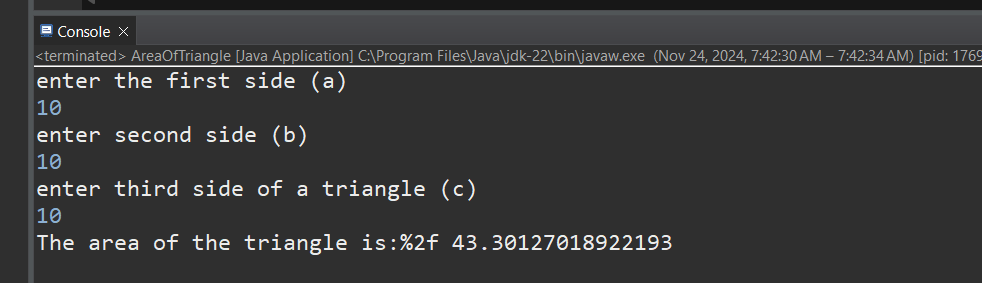 Console
<terminated> AreaOfTriangle [Java Application] C:\Program Files\Java\jdk-22\bin\javaw.exe (Nov 24, 2024, 7:42:30 AM – 7:42:34 AM) [pid: 1769
enter the first side (a)
10
enter second side (b)
10
enter third side of a triangle (c)
10
The area of the triangle is:%2f 43.30127018922193